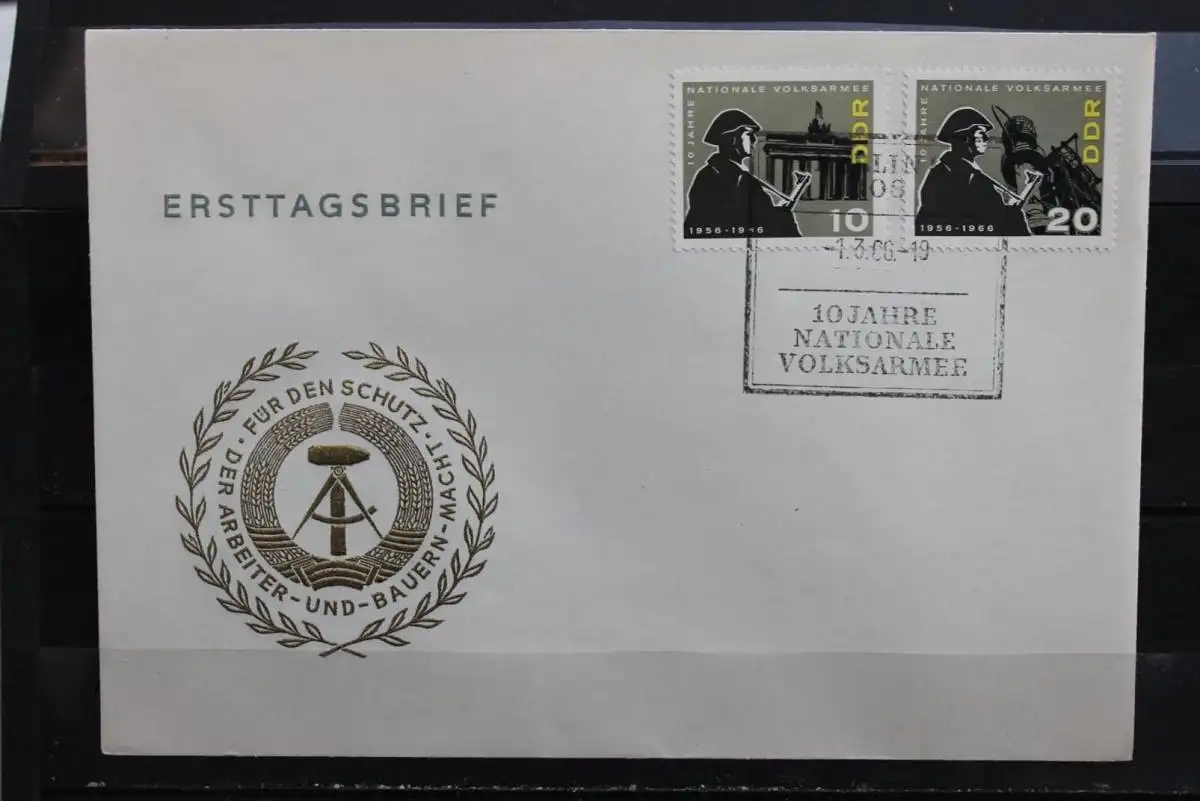 10 JAHRE NATIONALE VOLKSARMEE
DDR
10
1956-1966
10 JAHRE NATIONALE VOLKSARMEE
DDR
20
1956-1966
ERSTTAGSBRIEF
08
-1.3.66.-19
10 JAHRE
NATIONALE
VOLKSARMEE
· FÜR DEN SCHUTZ ·
DER ARBEITER-UND-BAUERN-MACHT